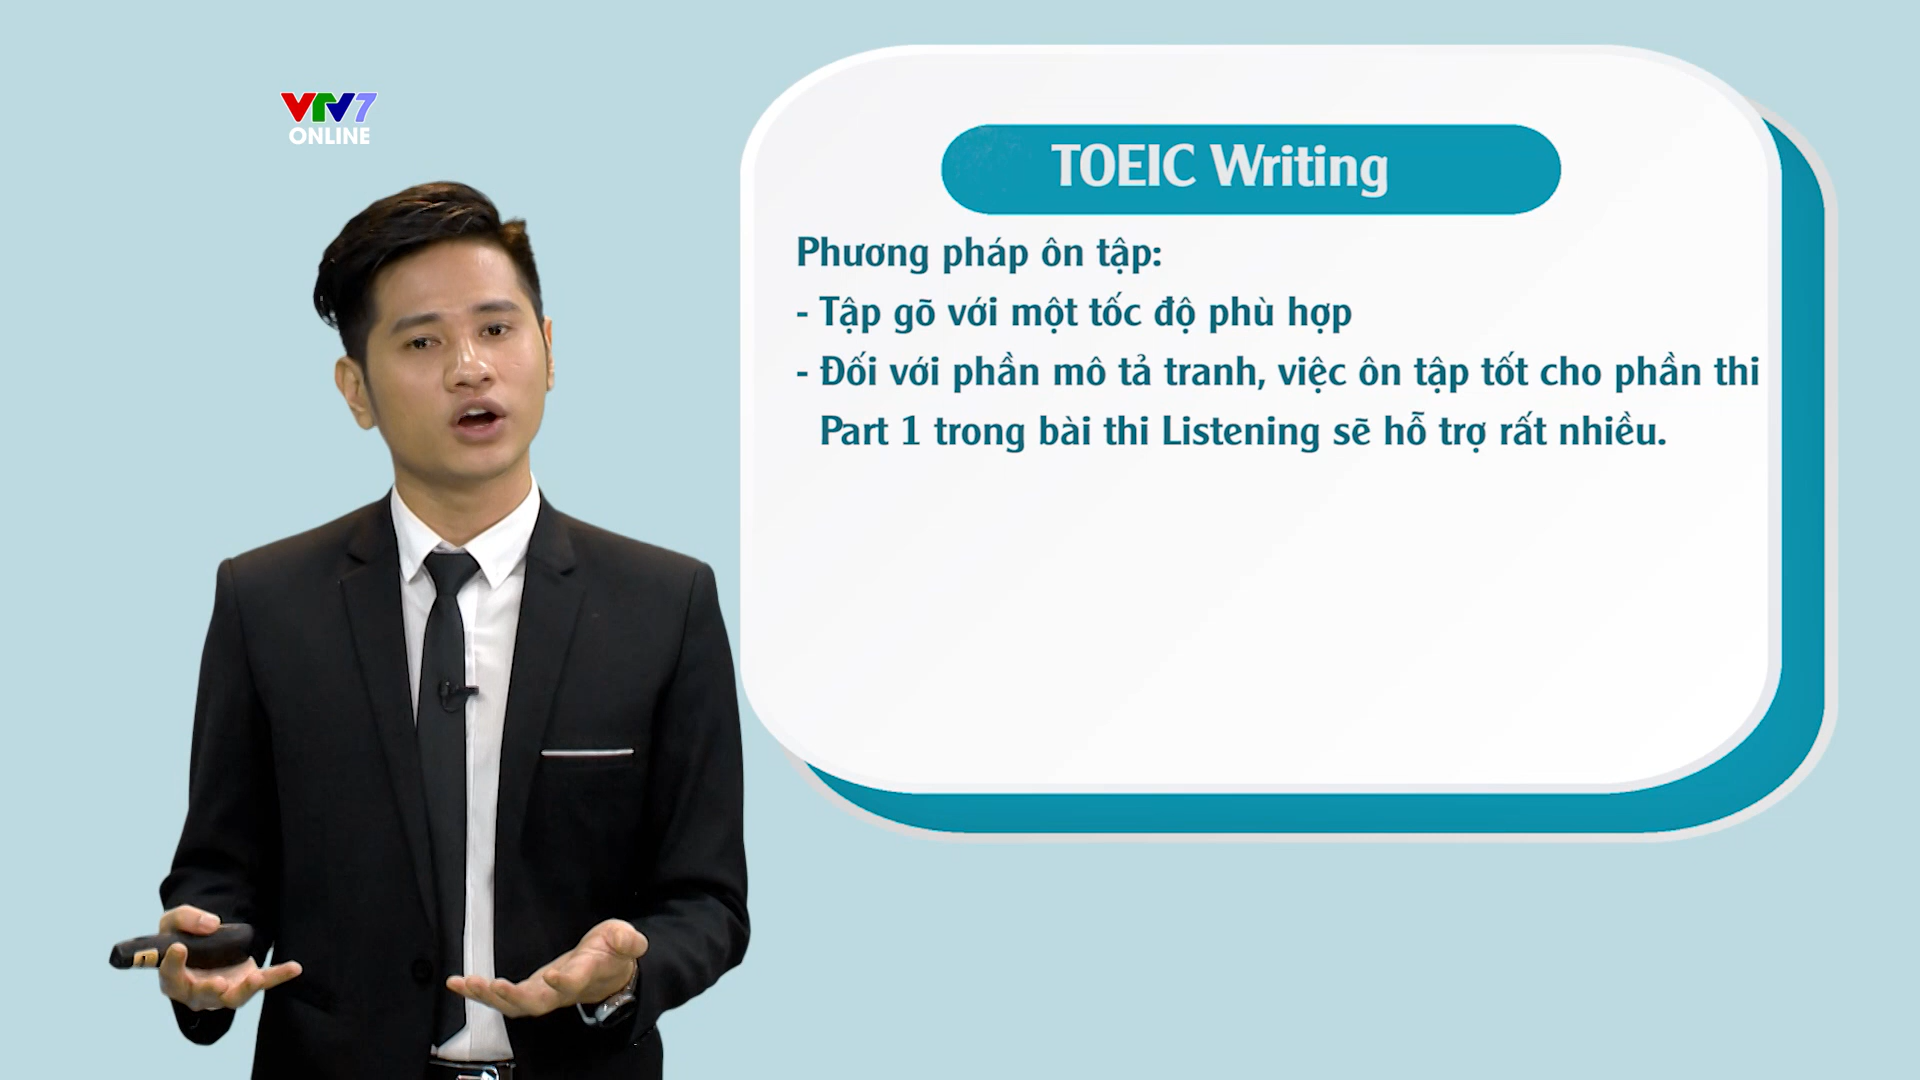 VTV7
ONLINE
TOEIC Writing
Phương pháp ôn tập:
- Tập gõ với một tốc độ phù hợp
- Đối với phần mô tả tranh, việc ôn tập tốt cho phần thi
Part 1 trong bài thi Listening sẽ hỗ trợ rất nhiều.